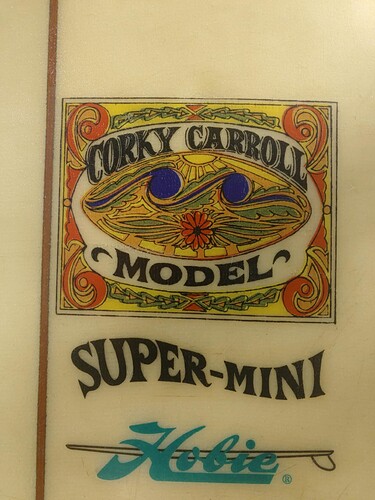 CORKY CARROLL
MODEL
SUPER-MINI
Hobie ®